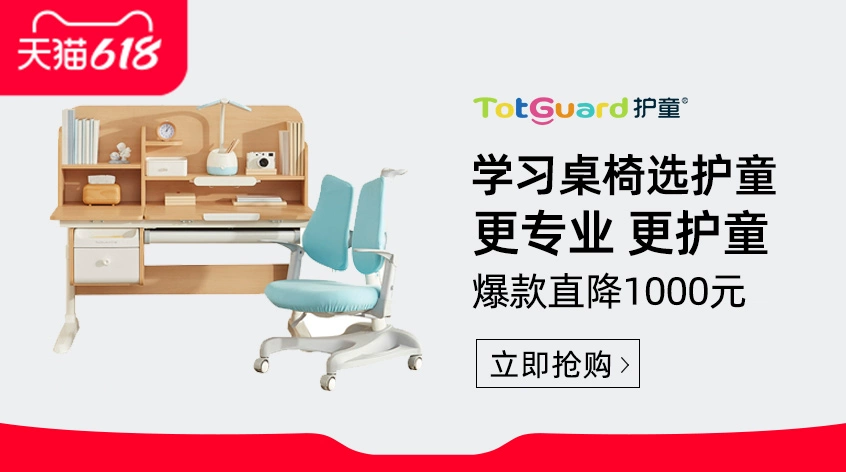 天猫618
TotGuard护童®
学习桌椅选护童
更专业 更护童
爆款直降1000元
立即抢购